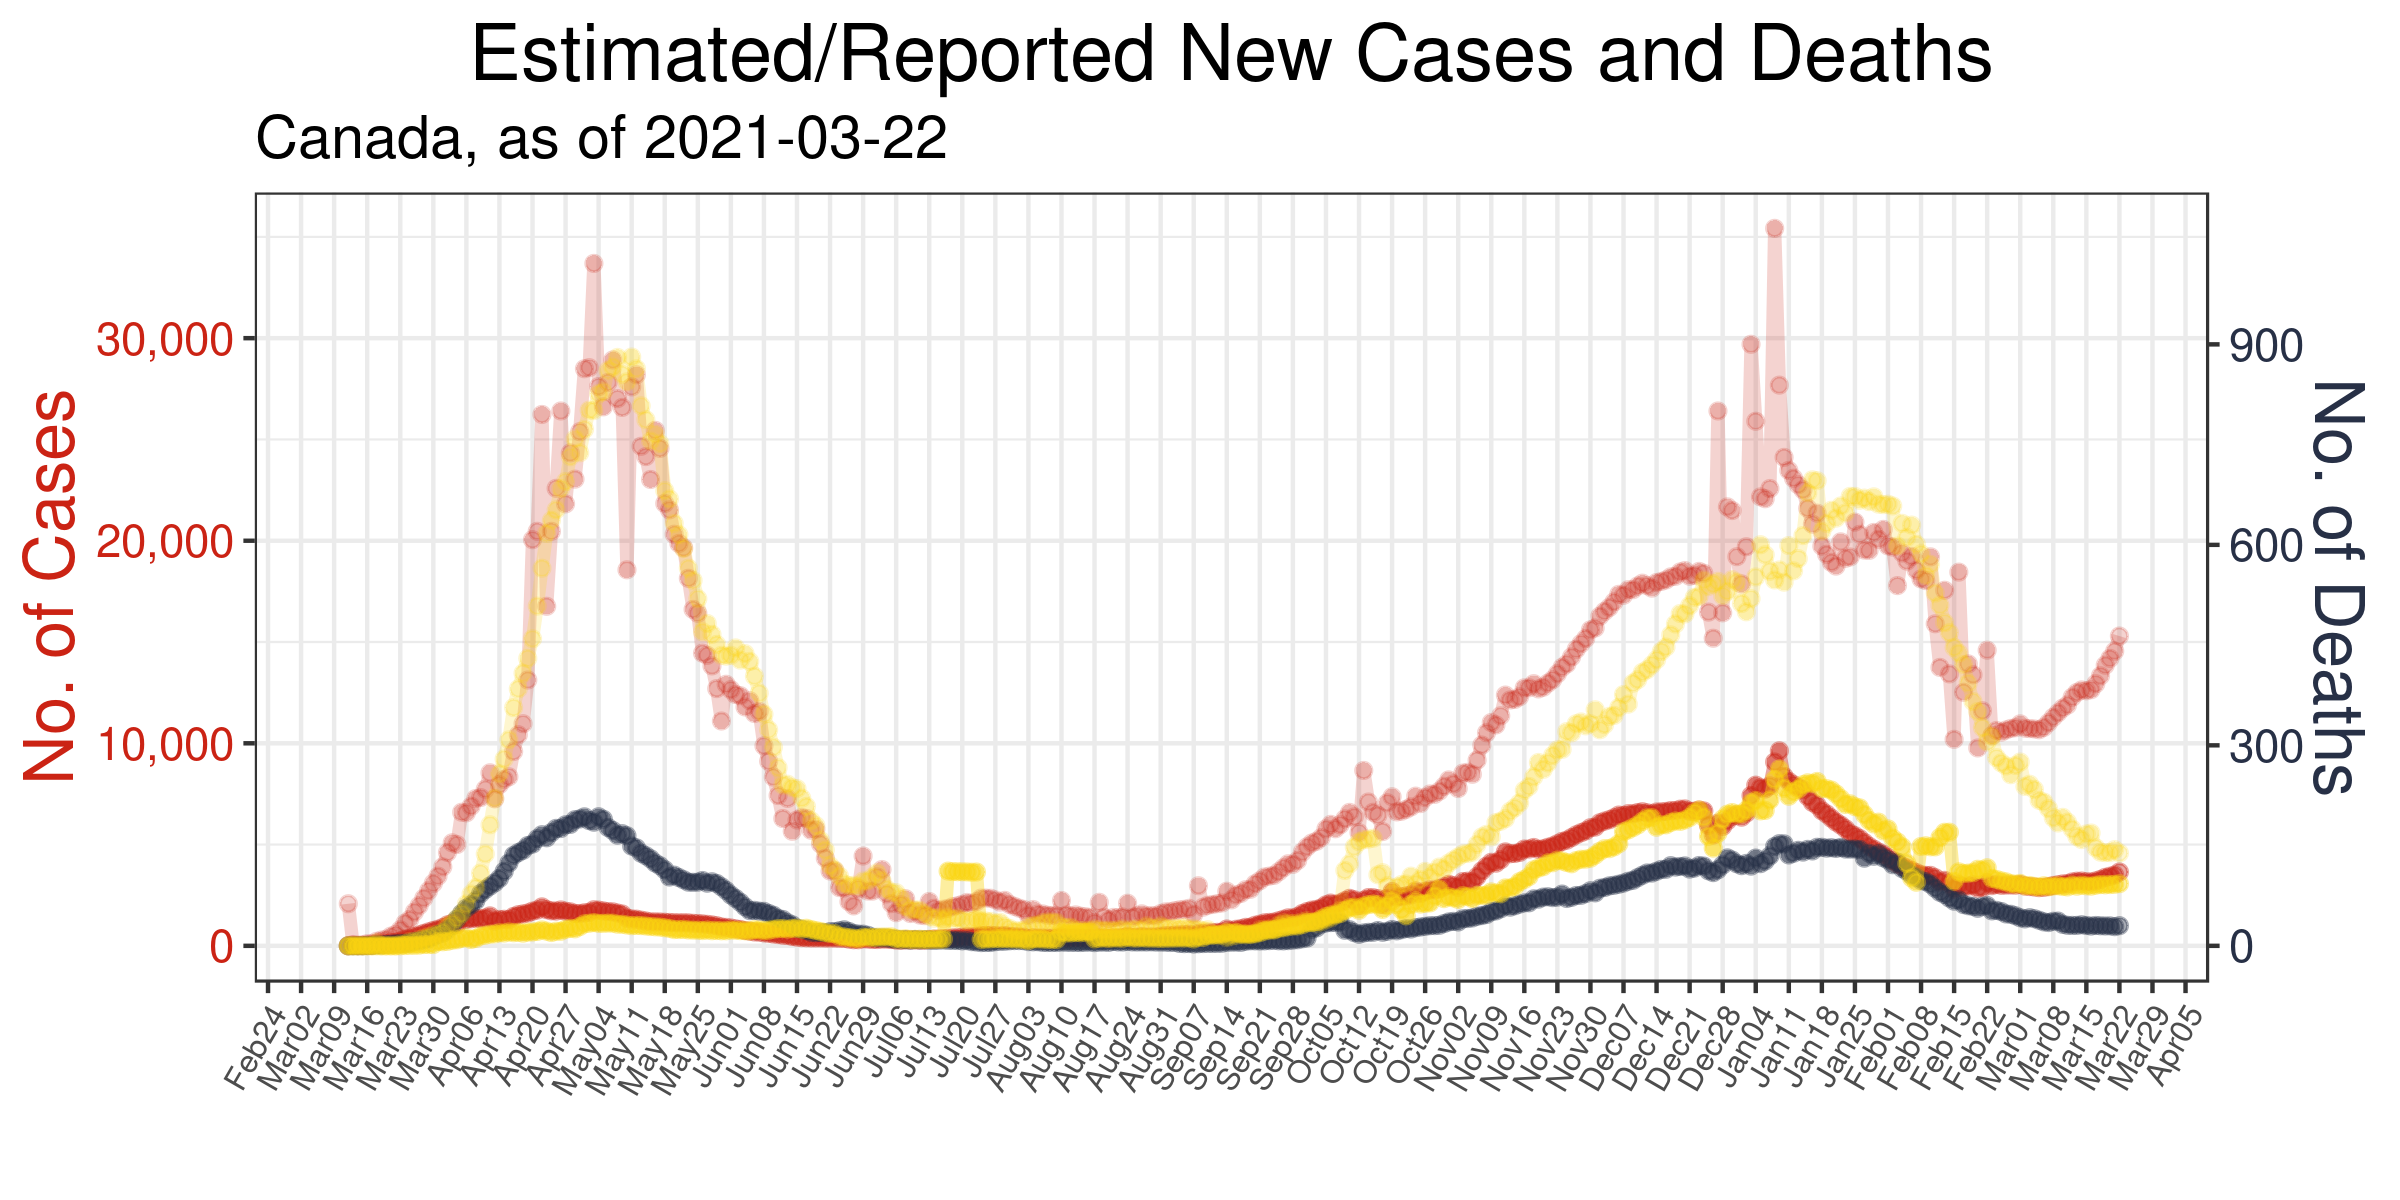 Estimated/Reported New Cases and Deaths
Canada, as of 2021-03-22
No. of Cases
30,000
20,000
10,000
0
900
600
300
0
No. of Deaths
Feb24
Mar02
Mar09
Mar16
Mar23
Mar30
Apr06
Apr13
Apr20
Apr27
May04
May11
May18
May25
Jun01
Jun08
Jun15
Jun22
Jun29
Jul06
Jul13
Jul20
Jul27
Aug03
Aug10
Aug17
Aug24
Aug31
Sep07
Sep14
Sep21
Sep28
Oct05
Oct12
Oct19
Oct26
Nov02
Nov09
Nov16
Nov23
Nov30
Dec07
Dec14
Dec21
Dec28
Jan04
Jan11
Jan18
Jan25
Feb01
Feb08
Feb15
Feb22
Mar01
Mar08
Mar15
Mar22
Mar29
Apr05